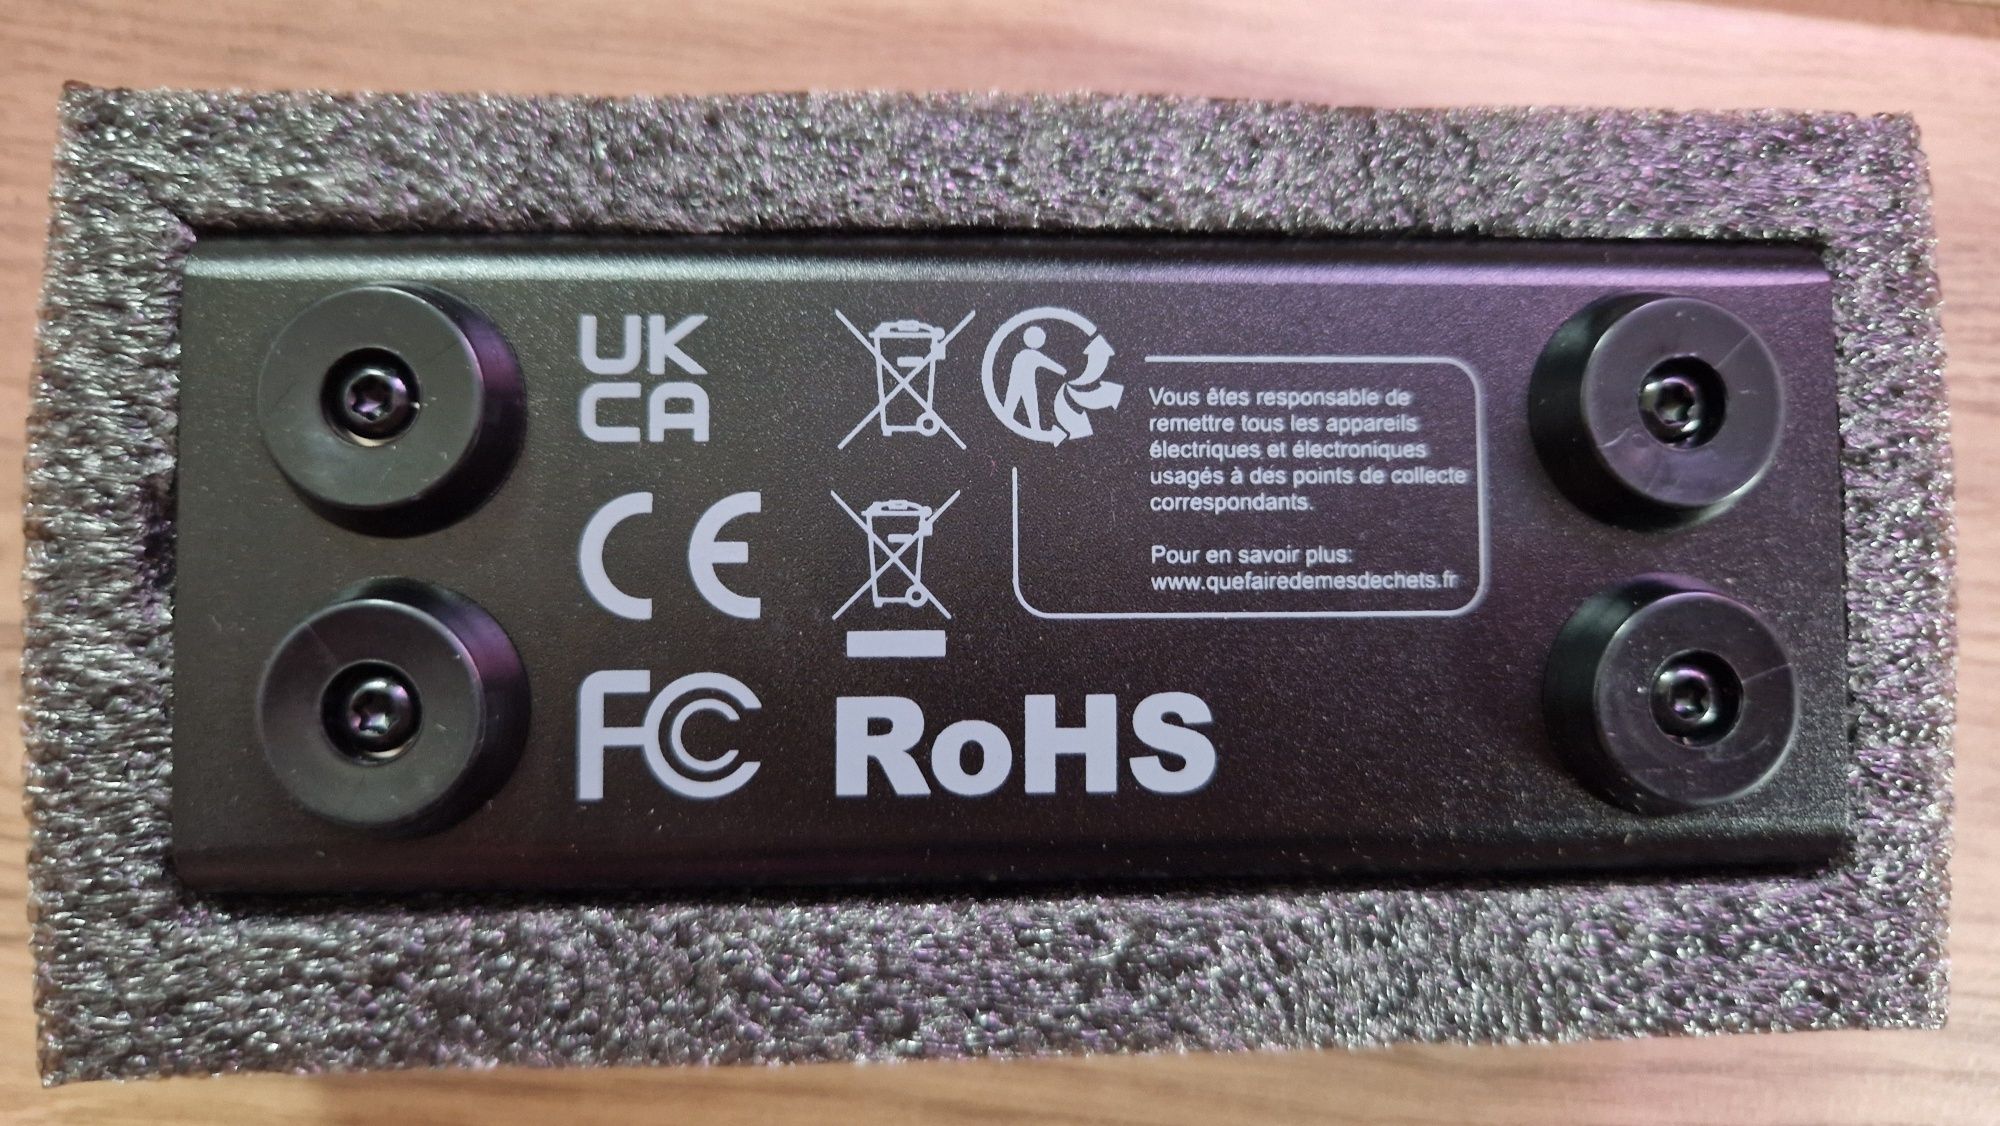 UK
CA
CE
FC
RoHS
Vous êtes responsable de
remettre tous les appareils
électriques et électroniques
usagés à des points de collecte
correspondants.
Pour en savoir plus:
www.quefairedemesdechets.fr